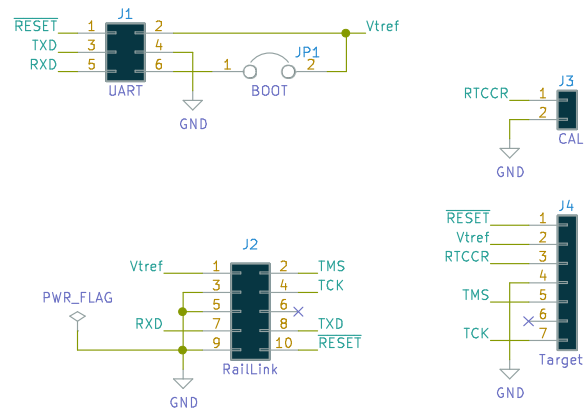 J1
RESET 1 2 Vtref
TXD 3 4
RXD 5 6
UART
GND
JP1
1 2
BOOT
J3
RTCCR 1
2
CAL
GND
J2
Vtref 1 2 TMS
3 4 TCK
5 6
RXD 7 8 TXD
9 10 RESET
RailLink
PWR_FLAG
GND
J4
RESET 1
Vtref 2
RTCCR 3
4
TMS 5
6
TCK 7
Target
GND